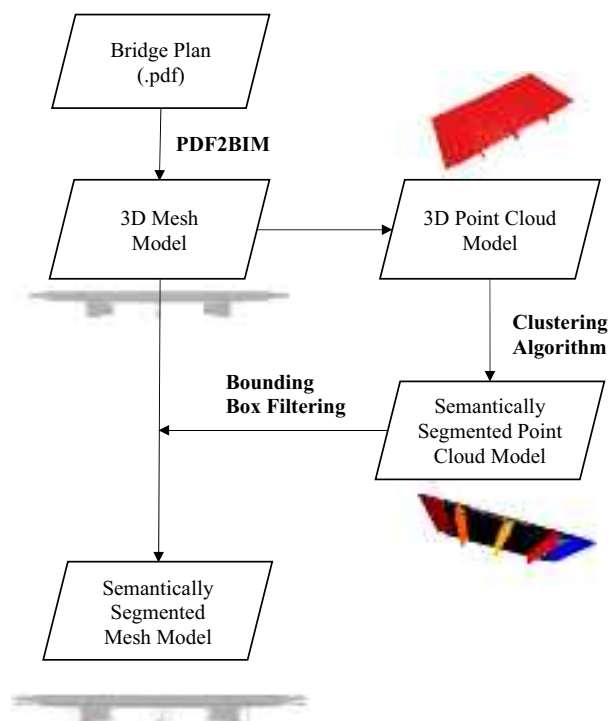 Bridge Plan
(.pdf)
PDF2BIM
3D Mesh
Model
3D Point Cloud
Model
Clustering
Algorithm
Bounding
Box Filtering
Semantically
Segmented Point
Cloud Model
Semantically
Segmented
Mesh Model